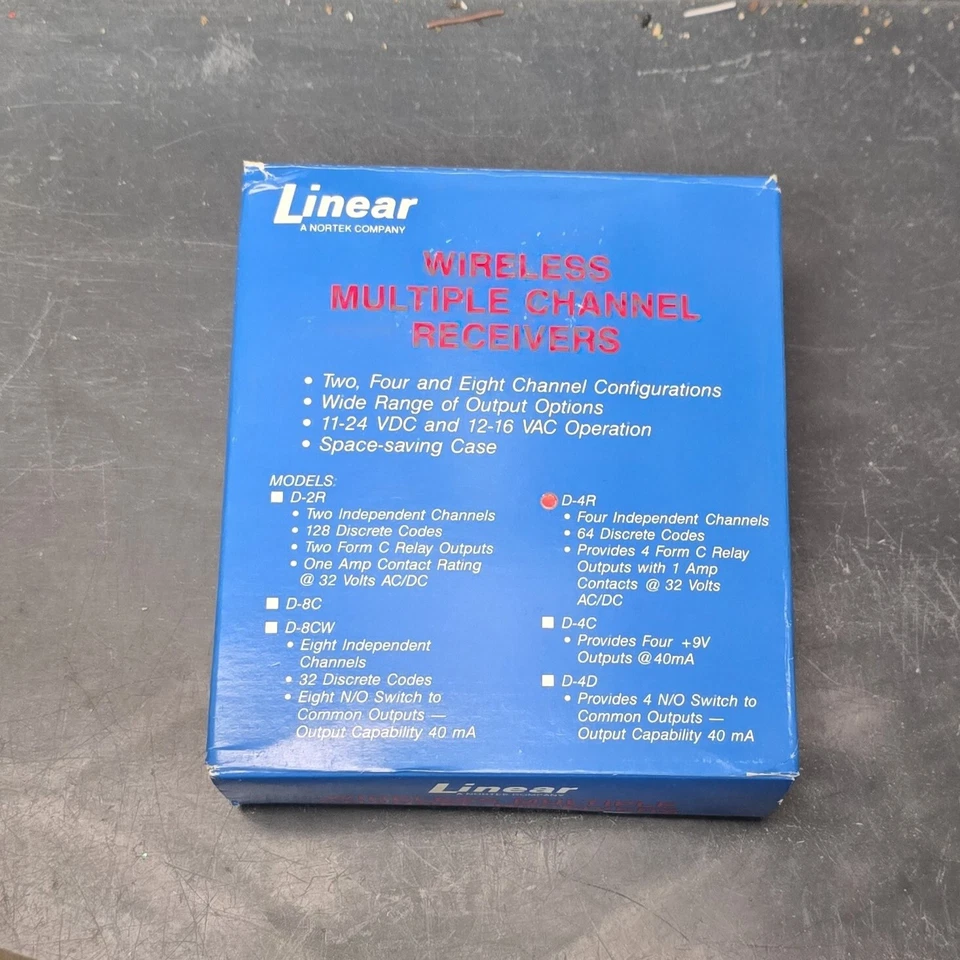 Linear
A NORTEK COMPANY
WIRELESS
MULTIPLE CHANNEL
RECEIVERS
• Two, Four and Eight Channel Configurations
• Wide Range of Output Options
• 11-24 VDC and 12-16 VAC Operation
• Space-saving Case
MODELS:
D-2R
• Two Independent Channels
• 128 Discrete Codes
• Two Form C Relay Outputs
• One Amp Contact Rating
@ 32 Volts AC/DC
D-8C
D-8CW
• Eight Independent
Channels
• 32 Discrete Codes
• Eight N/O Switch to
Common Outputs —
Output Capability 40 mA
D-4R
• Four Independent Channels
• 64 Discrete Codes
• Provides 4 Form C Relay
Outputs with 1 Amp
Contacts @ 32 Volts
AC/DC
D-4C
• Provides Four +9V
Outputs @ 40mA
D-4D
• Provides 4 N/O Switch to
Common Outputs —
Output Capability 40 mA
Linear
A NORTEK COMPANY